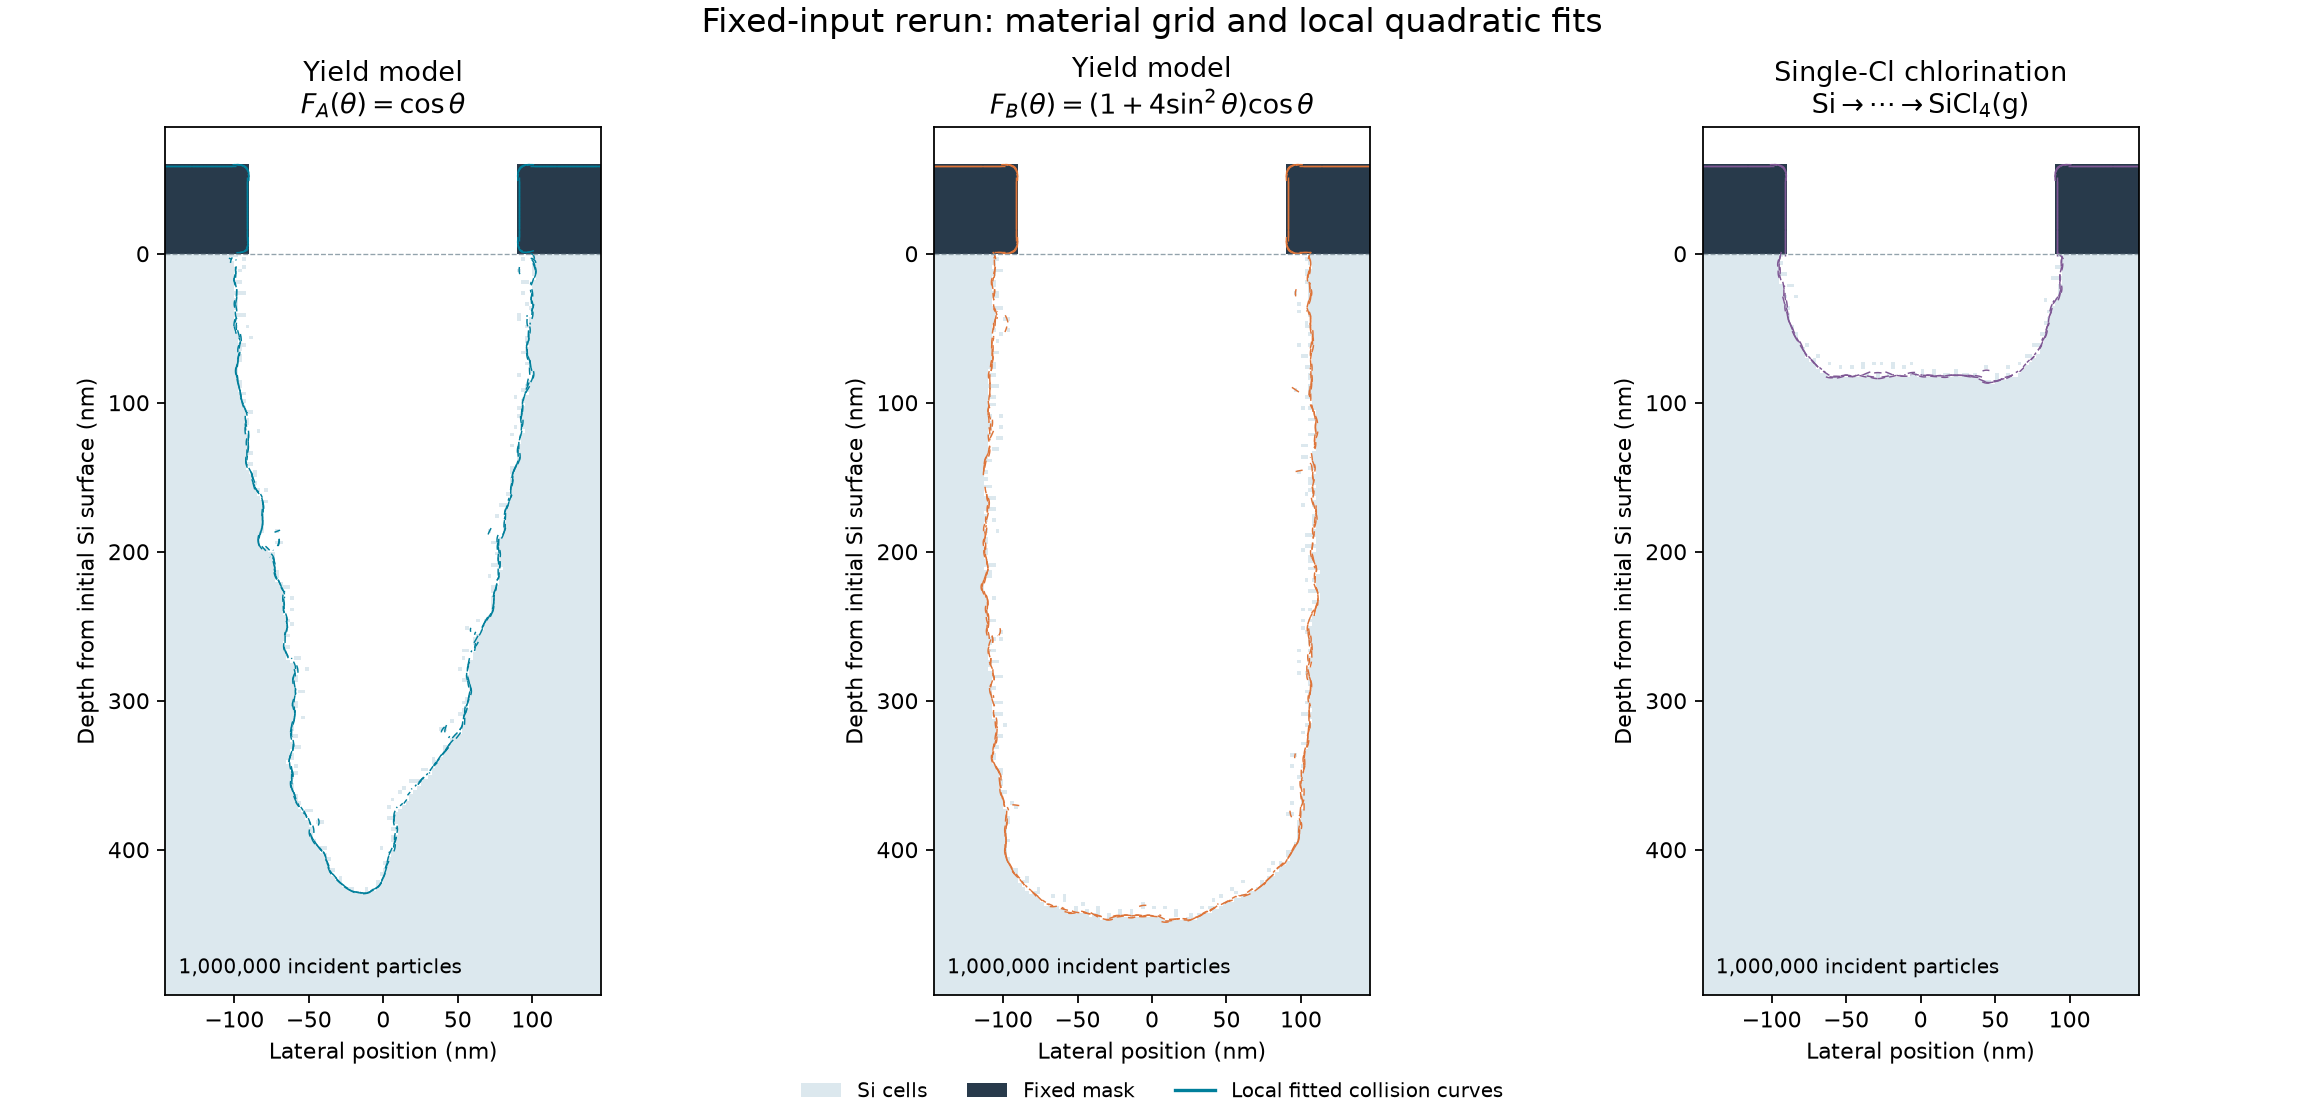 Fixed-input rerun: material grid and local quadratic fits
Yield model
F_A(θ) = cos θ
Depth from initial Si surface (nm)
0
100
200
300
400
1,000,000 incident particles
−100 −50 0 50 100
Lateral position (nm)
Yield model
F_B(θ) = (1 + 4sin² θ)cos θ
Depth from initial Si surface (nm)
0
100
200
300
400
1,000,000 incident particles
−100 −50 0 50 100
Lateral position (nm)
Single-Cl chlorination
Si → ⋯ → SiCl₄(g)
Depth from initial Si surface (nm)
0
100
200
300
400
1,000,000 incident particles
−100 −50 0 50 100
Lateral position (nm)
Si cells Fixed mask Local fitted collision curves